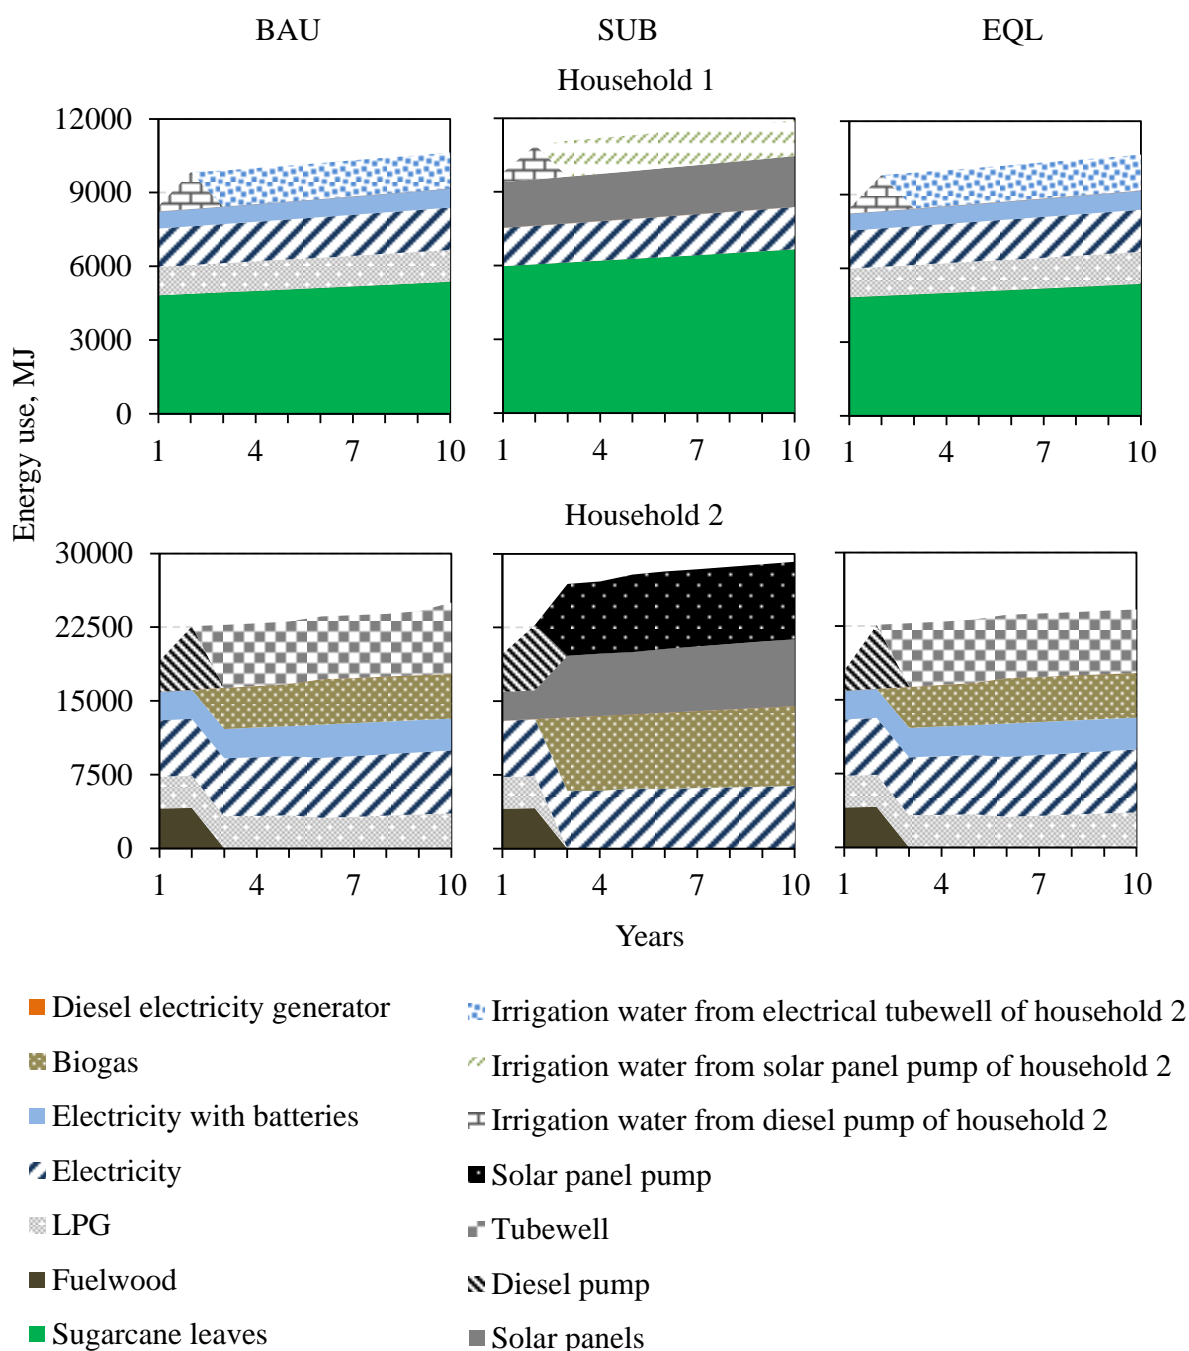 BAU SUB EQL
Household 1
12000
9000
6000
3000
0
1 4 7 10 1 4 7 10 1 4 7 10
Energy use, MJ
Household 2
30000
22500
15000
7500
0
1 4 7 10 1 4 7 10 1 4 7 10
Years
Diesel electricity generator
Biogas
Electricity with batteries
Electricity
LPG
Fuelwood
Sugarcane leaves
Irrigation water from electrical tubewell of household 2
Irrigation water from solar panel pump of household 2
Irrigation water from diesel pump of household 2
Solar panel pump
Tubewell
Diesel pump
Solar panels